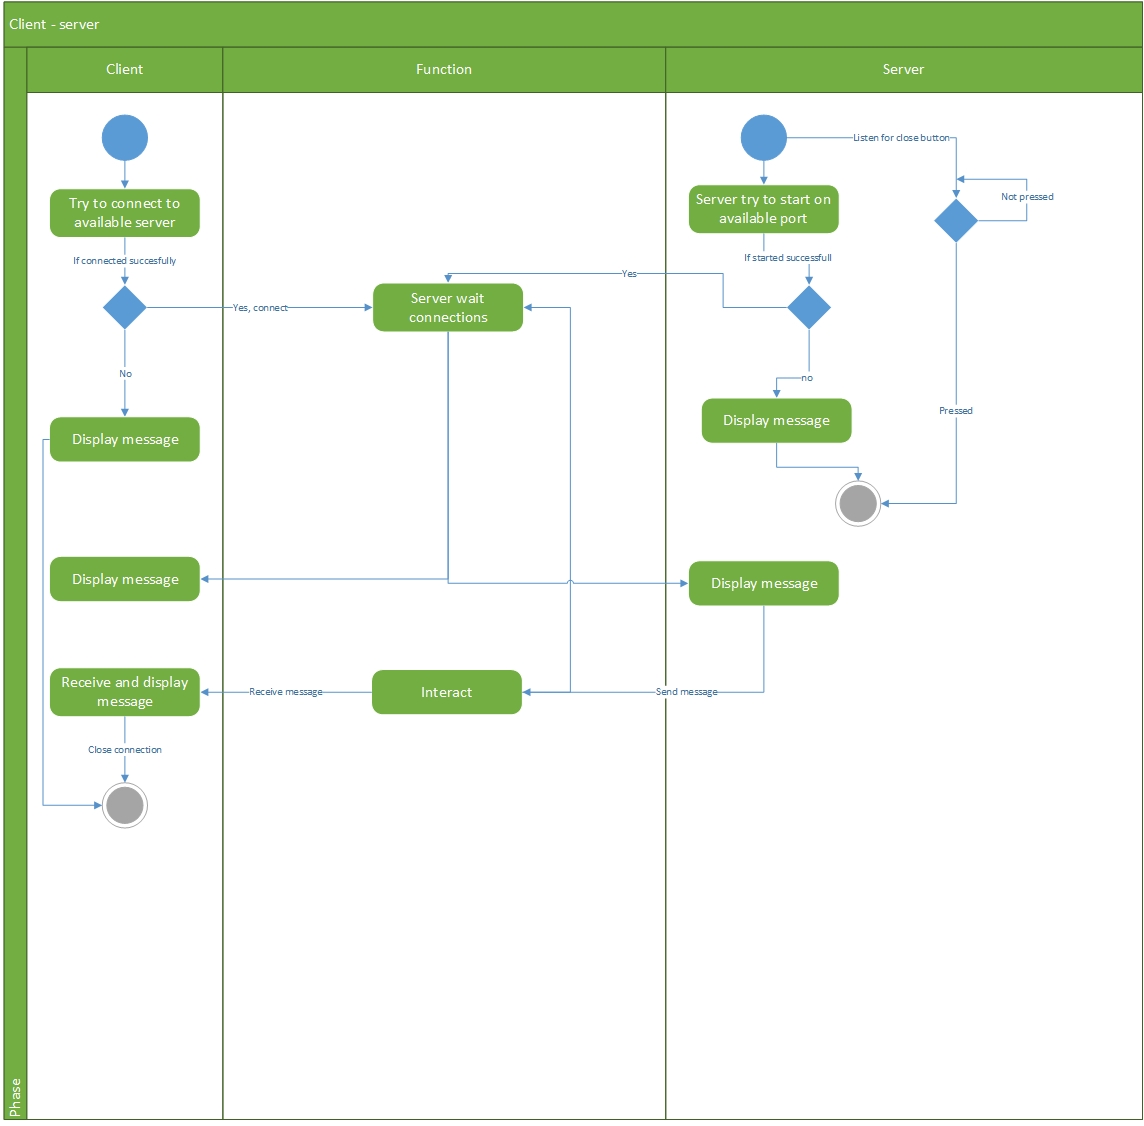 Client - server
Client
Function
Server
Listen for close button
Try to connect to
available server
Server try to start on
available port
Not pressed
If connected succesfully
If started successfull
Yes
Server wait
connections
Yes, connect
No
no
Pressed
Display message
Display message
Display message
Display message
Receive and display
message
Receive message
Interact
Send message
Close connection
Phase